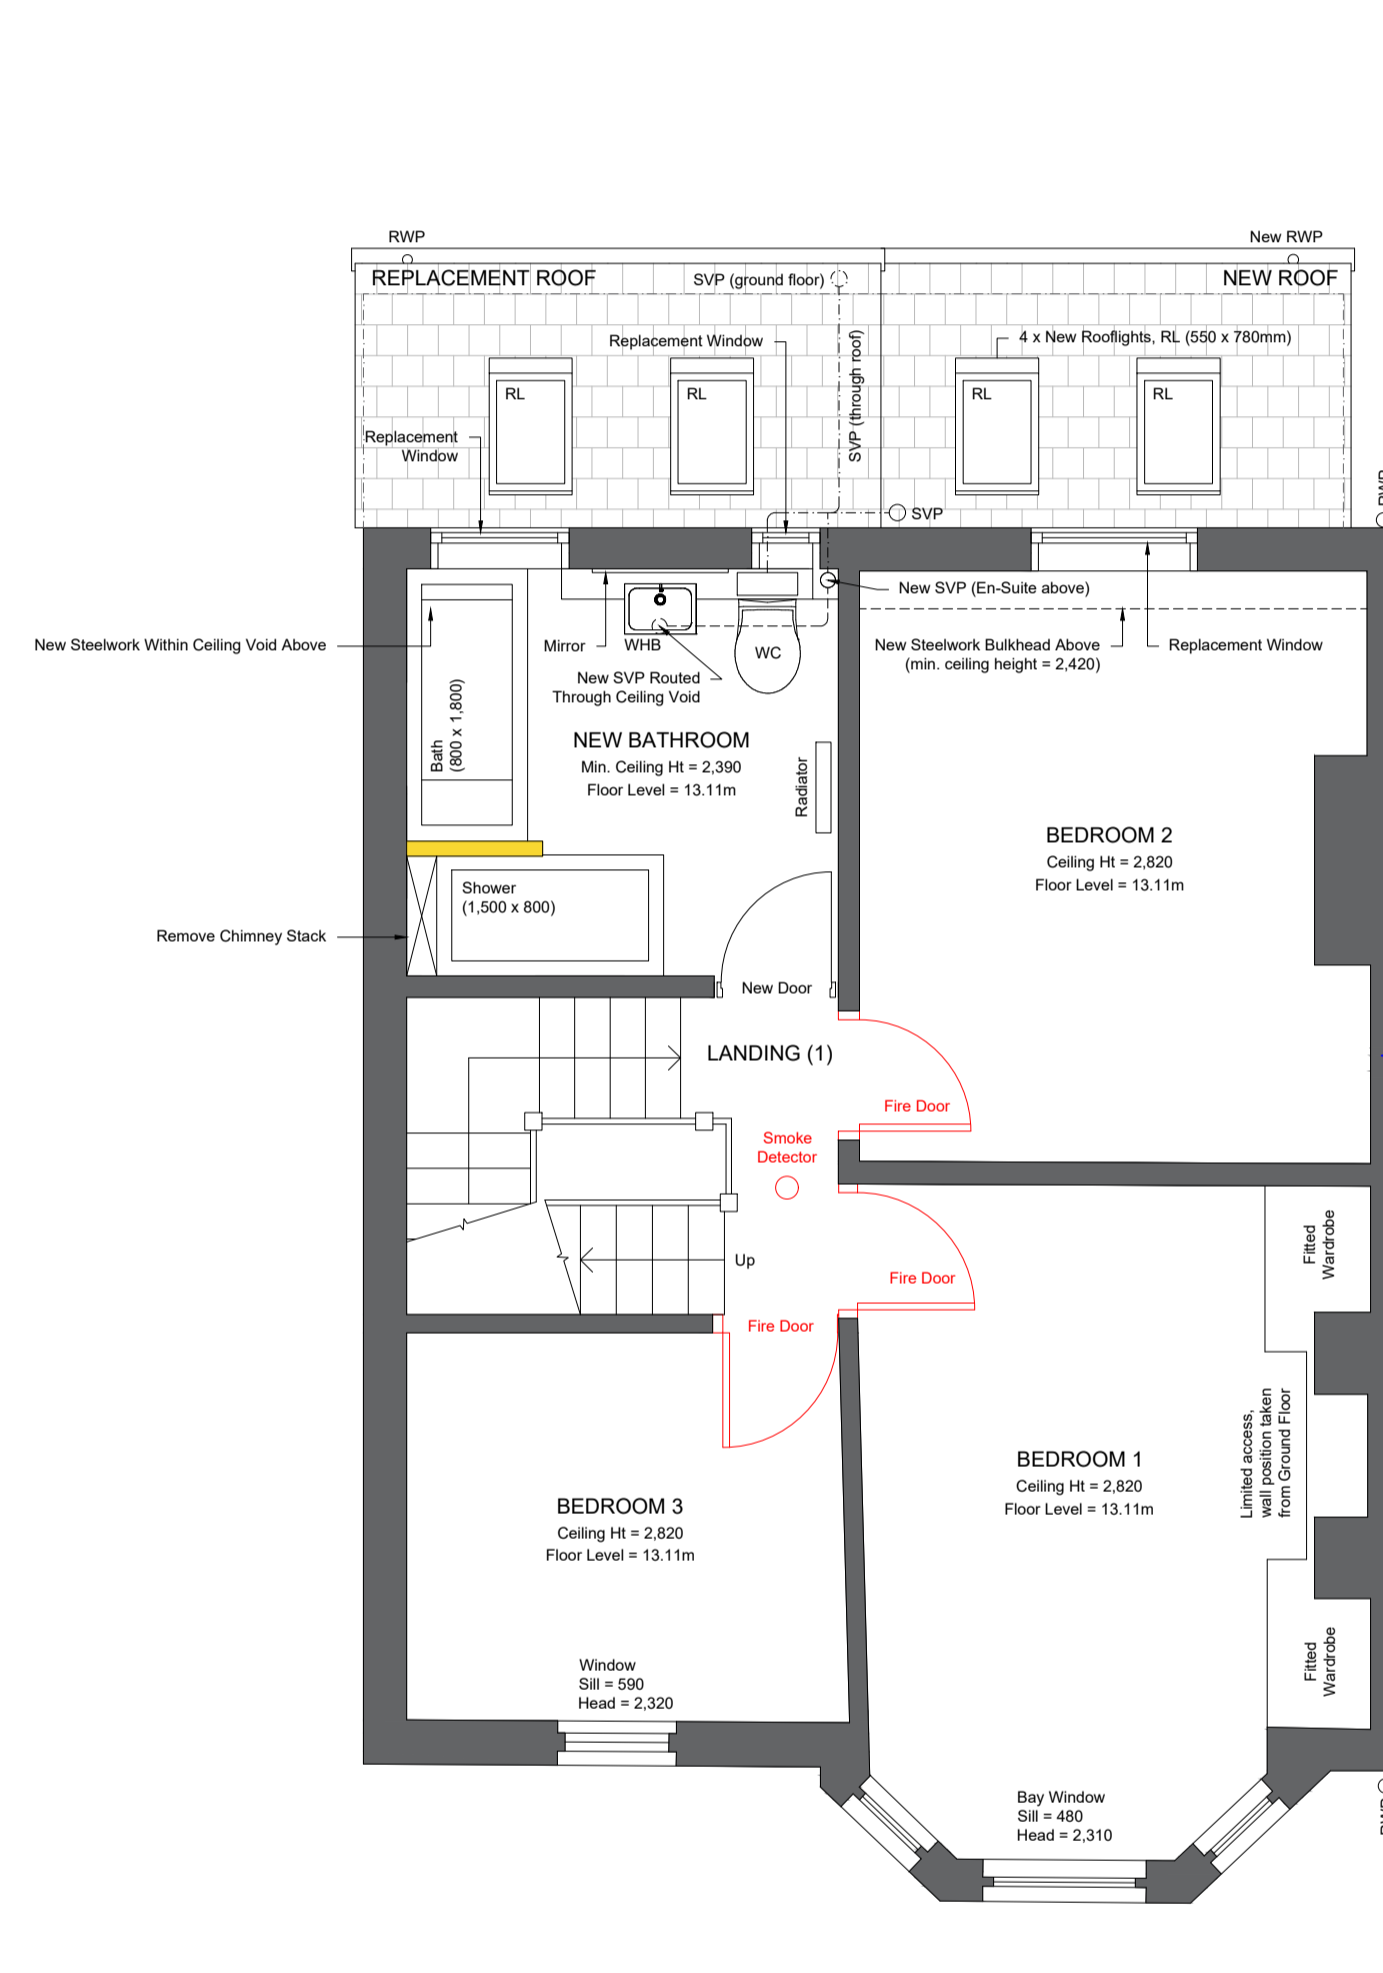 RWP
New RWP
REPLACEMENT ROOF
SVP (ground floor)
NEW ROOF
Replacement Window
SVP (through roof)
4 x New Rooflights, RL (550 x 780mm)
RL
RL
RL
RL
Replacement
Window
RWP
SVP
New SVP (En-Suite above)
New Steelwork Within Ceiling Void Above
Mirror
WHB
WC
New Steelwork Bulkhead Above
(min. ceiling height = 2,420)
Replacement Window
New SVP Routed
Through Ceiling Void
Bath
(800 x 1,800)
NEW BATHROOM
Min. Ceiling Ht = 2,390
Floor Level = 13.11m
Radiator
BEDROOM 2
Ceiling Ht = 2,820
Floor Level = 13.11m
Shower
(1,500 x 800)
Remove Chimney Stack
New Door
LANDING (1)
Fire Door
Smoke
Detector
Up
Fire Door
Fitted
Wardrobe
Fire Door
Limited access,
wall position taken
from Ground Floor
BEDROOM 1
Ceiling Ht = 2,820
Floor Level = 13.11m
BEDROOM 3
Ceiling Ht = 2,820
Floor Level = 13.11m
Fitted
Wardrobe
Window
Sill = 590
Head = 2,320
Bay Window
Sill = 480
Head = 2,310